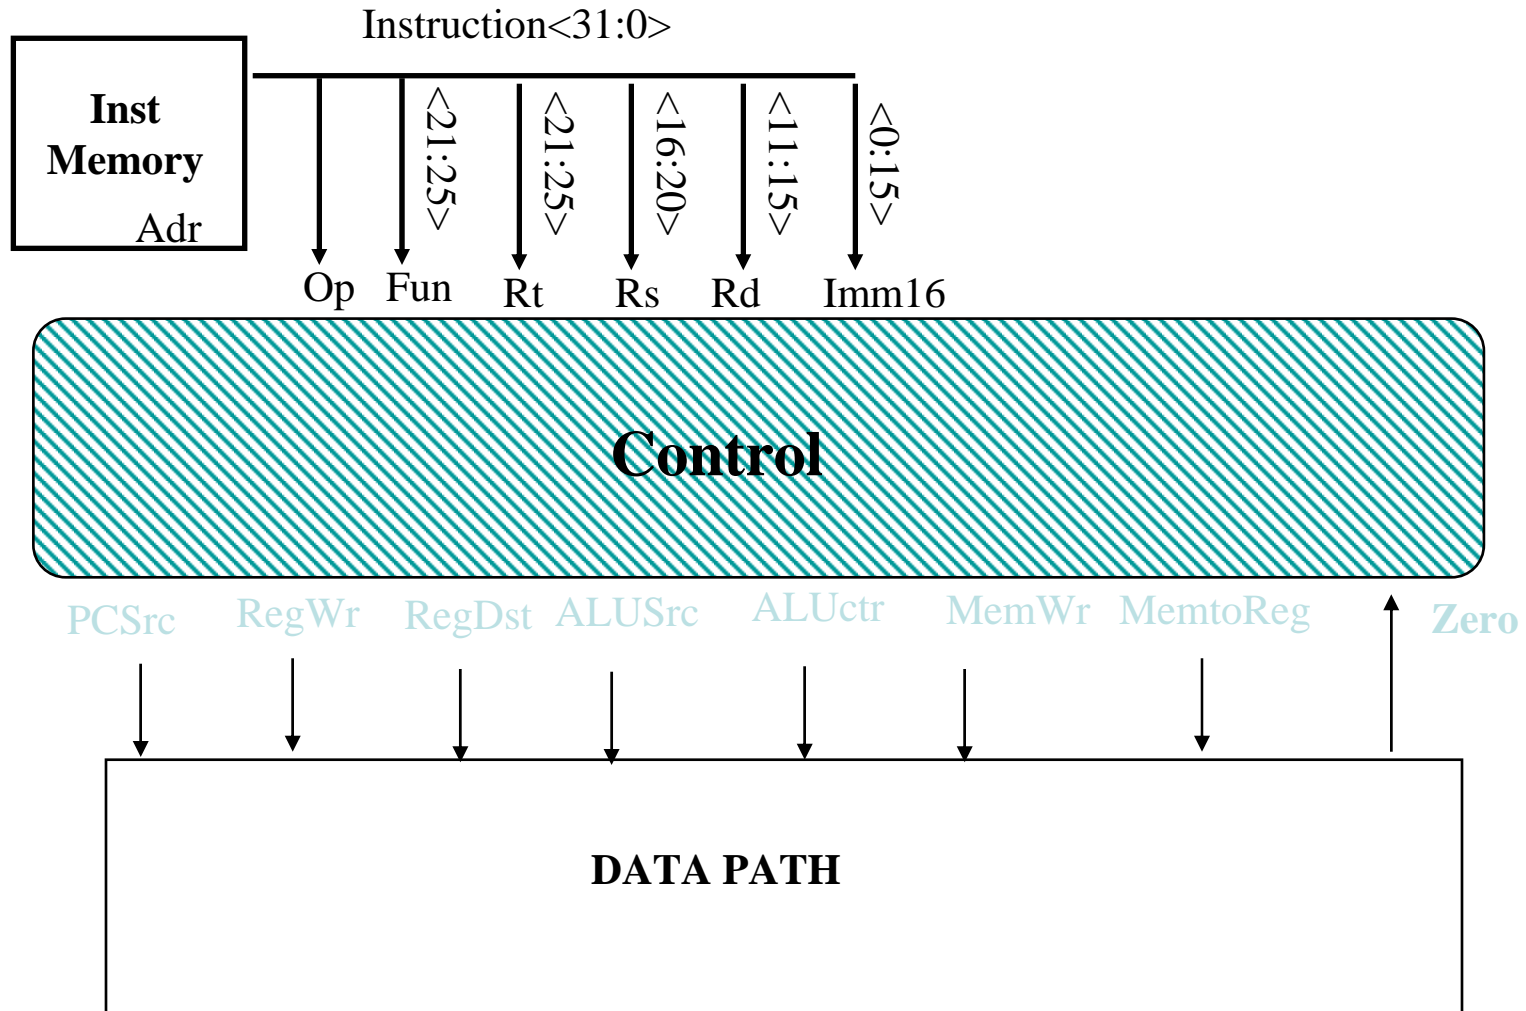 Instruction<31:0>
Inst
Memory
Adr
<21:25>
<21:25>
<16:20>
<11:15>
<0:15>
Op Fun Rt Rs Rd Imm16
Control
PCSrc RegWr RegDst ALUSrc ALUctr MemWr MemtoReg Zero
DATA PATH